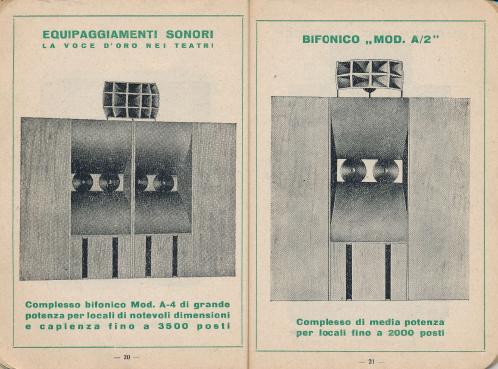 EQUIPAGGIAMENTI SONORI
LA VOCE D'ORO NEI TEATRI
Complesso bifonico Mod. A-4 di grande
potenza per locali di notevoli dimensioni
e capienza fino a 3500 posti
— 20 —
BIFONICO „MOD. A/2"
Complesso di media potenza
per locali fino a 2000 posti
— 21 —